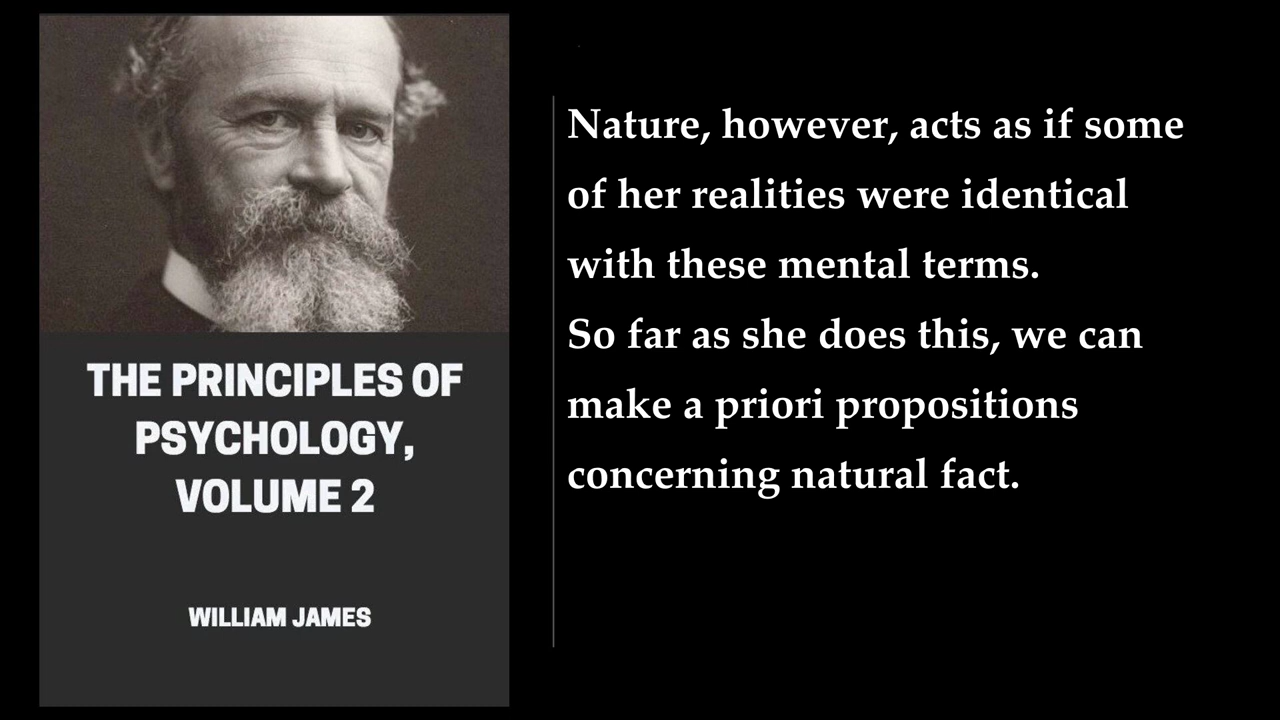 THE PRINCIPLES OF
PSYCHOLOGY,
VOLUME 2
WILLIAM JAMES
Nature, however, acts as if some
of her realities were identical
with these mental terms.
So far as she does this, we can
make a priori propositions
concerning natural fact.